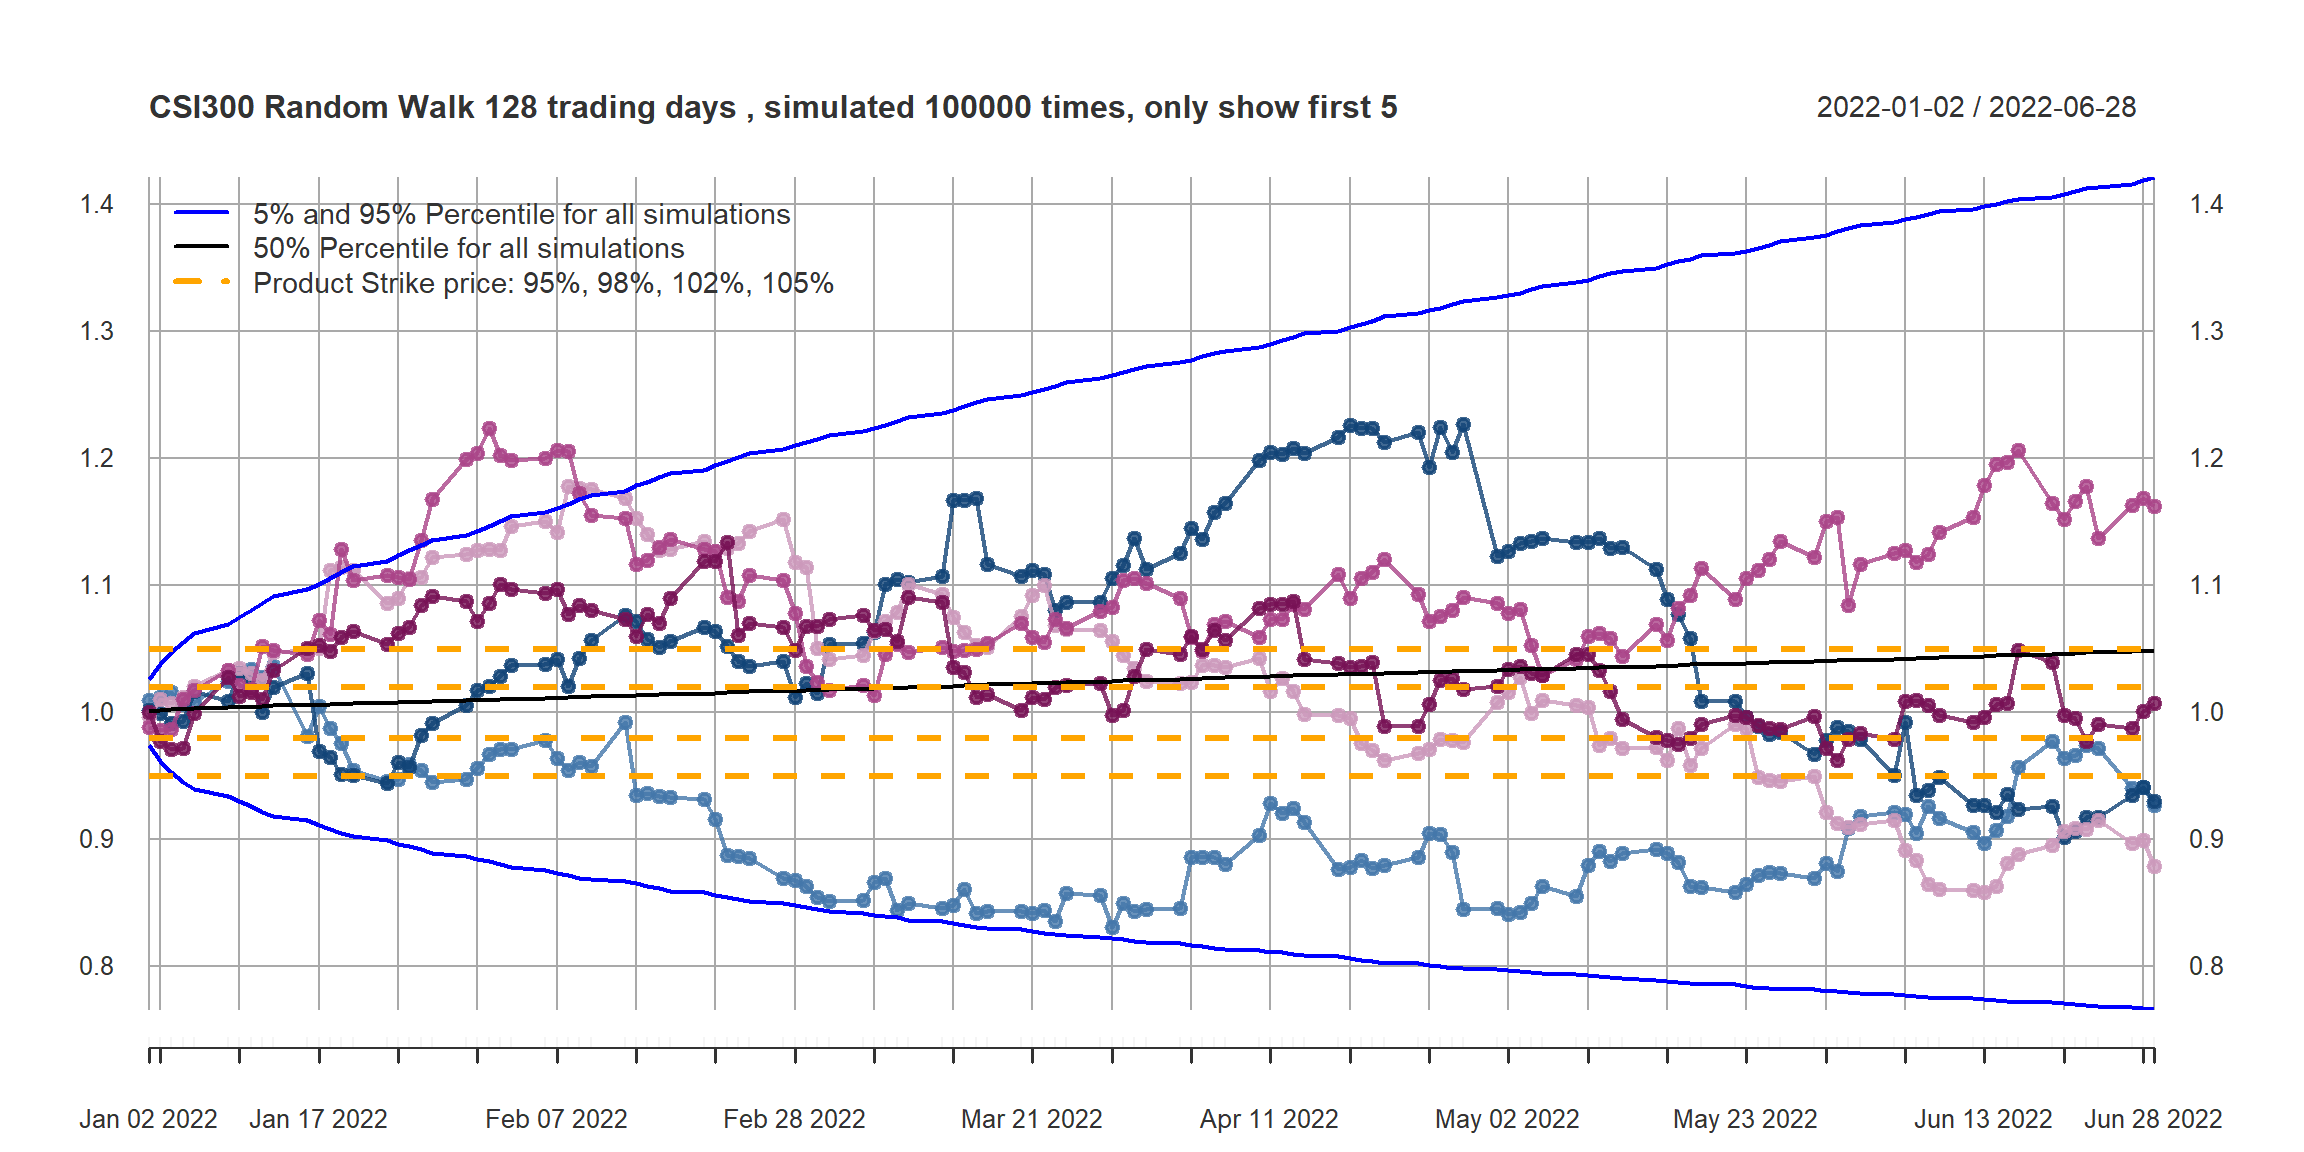 CSI300 Random Walk 128 trading days , simulated 100000 times, only show first 5
2022-01-02 / 2022-06-28
5% and 95% Percentile for all simulations
50% Percentile for all simulations
Product Strike price: 95%, 98%, 102%, 105%
1.4
1.3
1.2
1.1
1.0
0.9
0.8
1.4
1.3
1.2
1.1
1.0
0.9
0.8
Jan 02 2022 Jan 17 2022 Feb 07 2022 Feb 28 2022 Mar 21 2022 Apr 11 2022 May 02 2022 May 23 2022 Jun 13 2022 Jun 28 2022